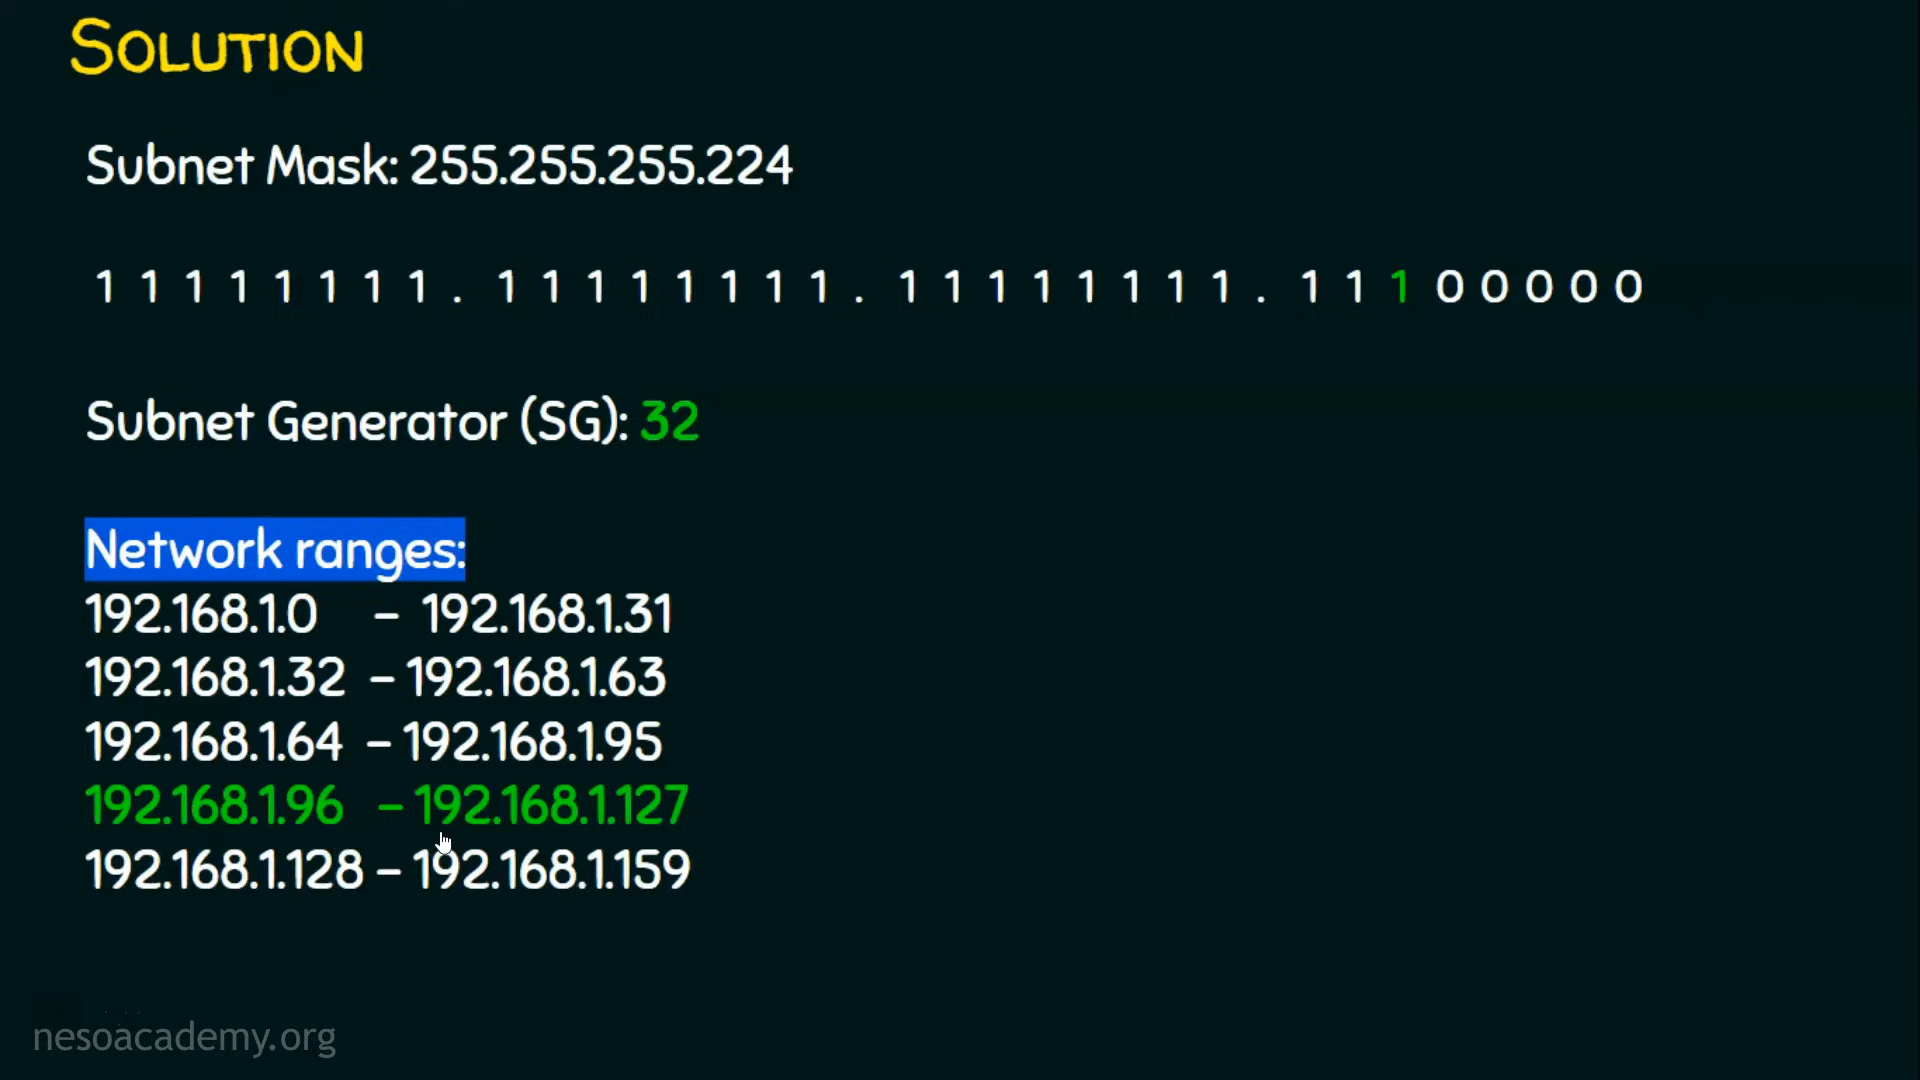 SOLUTION
Subnet Mask: 255.255.255.224
1 1 1 1 1 1 1 1 . 1 1 1 1 1 1 1 1 . 1 1 1 1 1 1 1 1 . 1 1 1 0 0 0 0 0
Subnet Generator (SG): 32
Network ranges:
192.168.1.0 – 192.168.1.31
192.168.1.32 – 192.168.1.63
192.168.1.64 – 192.168.1.95
192.168.1.96 – 192.168.1.127
192.168.1.128 – 192.168.1.159
nesoacademy.org